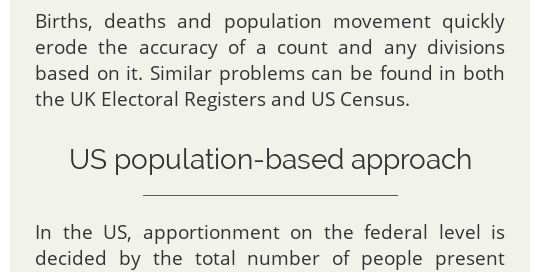 Births, deaths and population movement quickly
erode the accuracy of a count and any divisions
based on it. Similar problems can be found in both
the UK Electoral Registers and US Census.
US population-based approach
In the US, apportionment on the federal level is
decided by the total number of people present